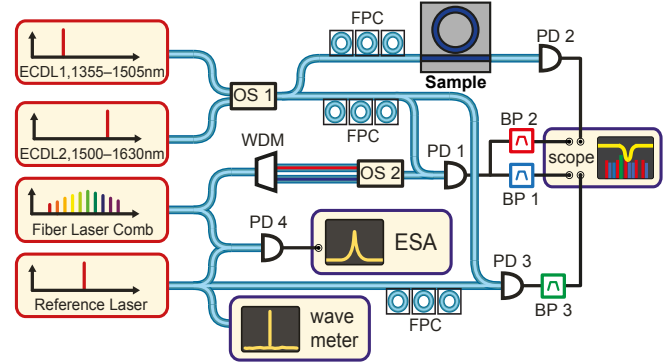 FPC
PD 2
ECDL1,1355–1505nm
OS 1
Sample
FPC
BP 2
ECDL2,1500–1630nm
WDM
PD 1
scope
OS 2
BP 1
Fiber Laser Comb
PD 4
ESA
PD 3
Reference Laser
BP 3
wave
meter
FPC